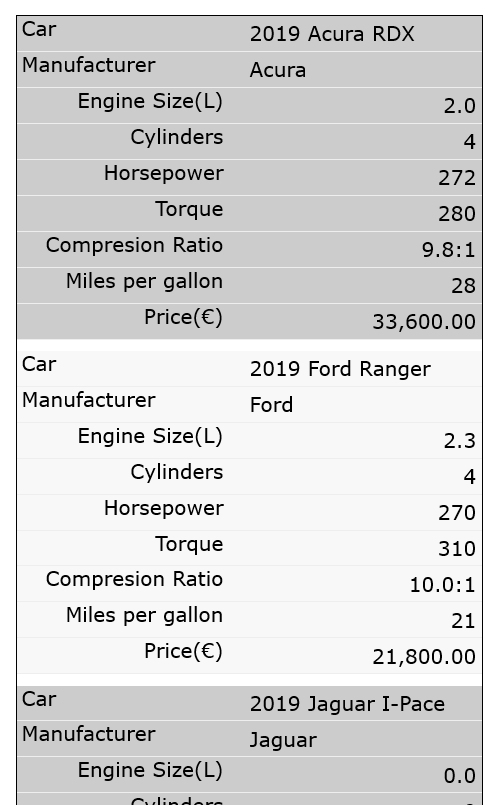 Car 2019 Acura RDX
Manufacturer Acura
Engine Size(L) 2.0
Cylinders 4
Horsepower 272
Torque 280
Compresion Ratio 9.8:1
Miles per gallon 28
Price(€) 33,600.00
Car 2019 Ford Ranger
Manufacturer Ford
Engine Size(L) 2.3
Cylinders 4
Horsepower 270
Torque 310
Compresion Ratio 10.0:1
Miles per gallon 21
Price(€) 21,800.00
Car 2019 Jaguar I-Pace
Manufacturer Jaguar
Engine Size(L) 0.0
Cylinders